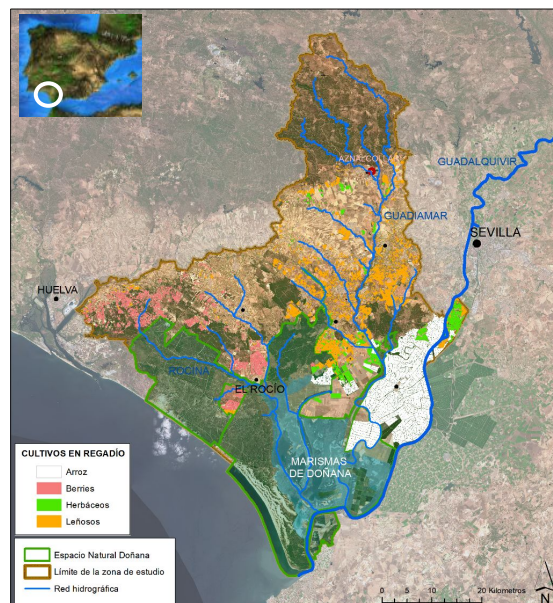 AZNALCÓLLAR
GUADALQUIVIR
GUADIAMAR
SEVILLA
HUELVA
ROCINA
EL ROCÍO
MARISMAS
DE DOÑANA
CULTIVOS EN REGADÍO
Arroz
Berries
Herbáceos
Leñosos
Espacio Natural Doñana
Límite de la zona de estudio
Red hidrográfica
0 5 10 20 Kilometros
N